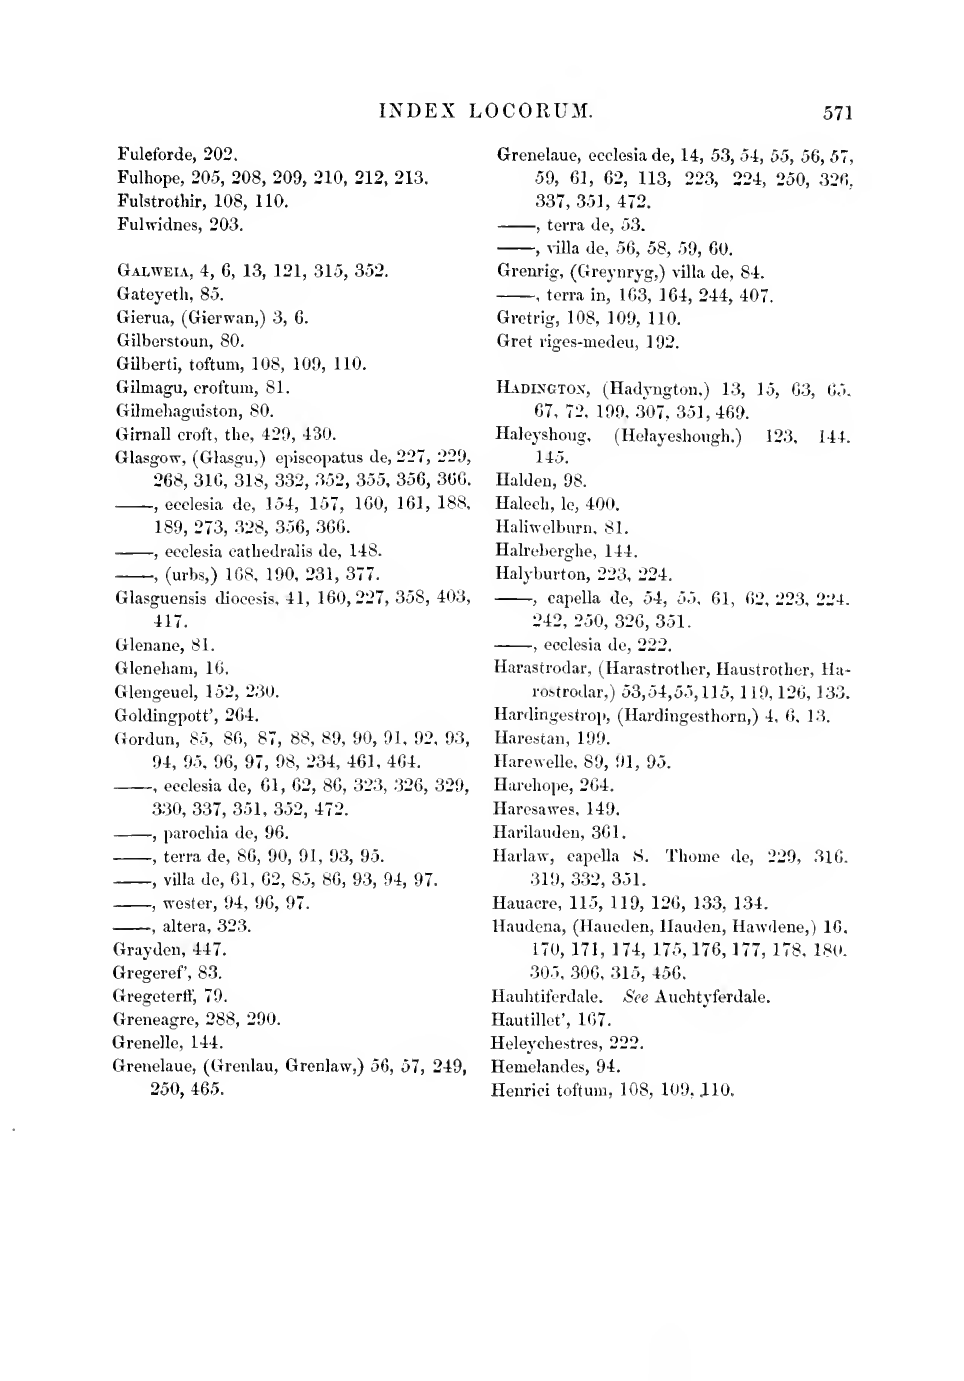 INDEX LOCORUM. 571
Fuleforde, 202.
Fulhope, 205, 208, 209, 210, 212, 213.
Fulstrothir, 108, 110.
Fulwidnes, 203.
GALWEIA, 4, 6, 13, 121, 315, 352.
Gateyeth, 85.
Gierua, (Gierwan,) 3, 6.
Gilberstoun, 80.
Gilberti, toftum, 108, 109, 110.
Gilmagu, croftum, 81.
Gilmehaguiston, 80.
Girnall croft, the, 429, 430.
Glasgow, (Glasgu,) episcopatus de, 227, 229,
268, 316, 318, 332, 352, 355, 356, 366.
——, ecclesia de, 154, 157, 160, 161, 188,
189, 273, 328, 356, 366.
——, ecclesia cathedralis de, 148.
——, (urbs,) 168, 190, 231, 377.
Glasguensis diocesis, 41, 160, 227, 358, 403,
417.
Glenane, 81.
Gleneham, 16.
Glengeuel, 152, 230.
Goldingpott', 264.
Gordun, 85, 86, 87, 88, 89, 90, 91, 92, 93,
94, 95, 96, 97, 98, 234, 461, 464.
——, ecclesia de, 61, 62, 86, 323, 326, 329,
330, 337, 351, 352, 472.
——, parochia de, 96.
——, terra de, 86, 90, 91, 93, 95.
——, villa de, 61, 62, 85, 86, 93, 94, 97.
——, wester, 94, 96, 97.
——, altera, 323.
Grayden, 447.
Gregeref', 83.
Gregeterff', 79.
Greneagre, 288, 290.
Grenelle, 144.
Grenelaue, (Grenlau, Grenlaw,) 56, 57, 249,
250, 465.
Grenelaue, ecclesia de, 14, 53, 54, 55, 56, 57,
59, 61, 62, 113, 223, 224, 250, 326,
337, 351, 472.
——, terra de, 53.
——, villa de, 56, 58, 59, 60.
Grenrig, (Greynryg,) villa de, 84.
——, terra in, 163, 164, 244, 407.
Gretrig, 108, 109, 110.
Gret riges-medeu, 192.
HADINGTON, (Hadyngton,) 13, 15, 63, 65,
67, 72, 199, 307, 351, 469.
Haleyshoug, (Helayeshough,) 123, 144,
145.
Halden, 98.
Halech, le, 400.
Haliwelburn, 81.
Halreberghe, 144.
Halyburton, 223, 224.
——, capella de, 54, 55, 61, 62, 223, 224,
242, 250, 326, 351.
——, ecclesia de, 222.
Harastrodar, (Harastrother, Haustrother, Ha-
rostrodar,) 53, 54, 55, 115, 119, 126, 133.
Hardingestrop, (Hardingesthorn,) 4, 6, 13.
Harestan, 199.
Harewelle, 89, 91, 95.
Harehope, 264.
Haresawes, 149.
Harilauden, 361.
Harlaw, capella S. Thome de, 229, 316,
319, 332, 351.
Hauacre, 115, 119, 126, 133, 134.
Haudena, (Haueden, Hauden, Hawdene,) 16,
170, 171, 174, 175, 176, 177, 178, 180,
305, 306, 315, 456.
Hauhtiferdale. See Auchtyferdale.
Hautillet', 167.
Heleychestres, 222.
Hemelandes, 94.
Henrici toftum, 108, 109, 110.